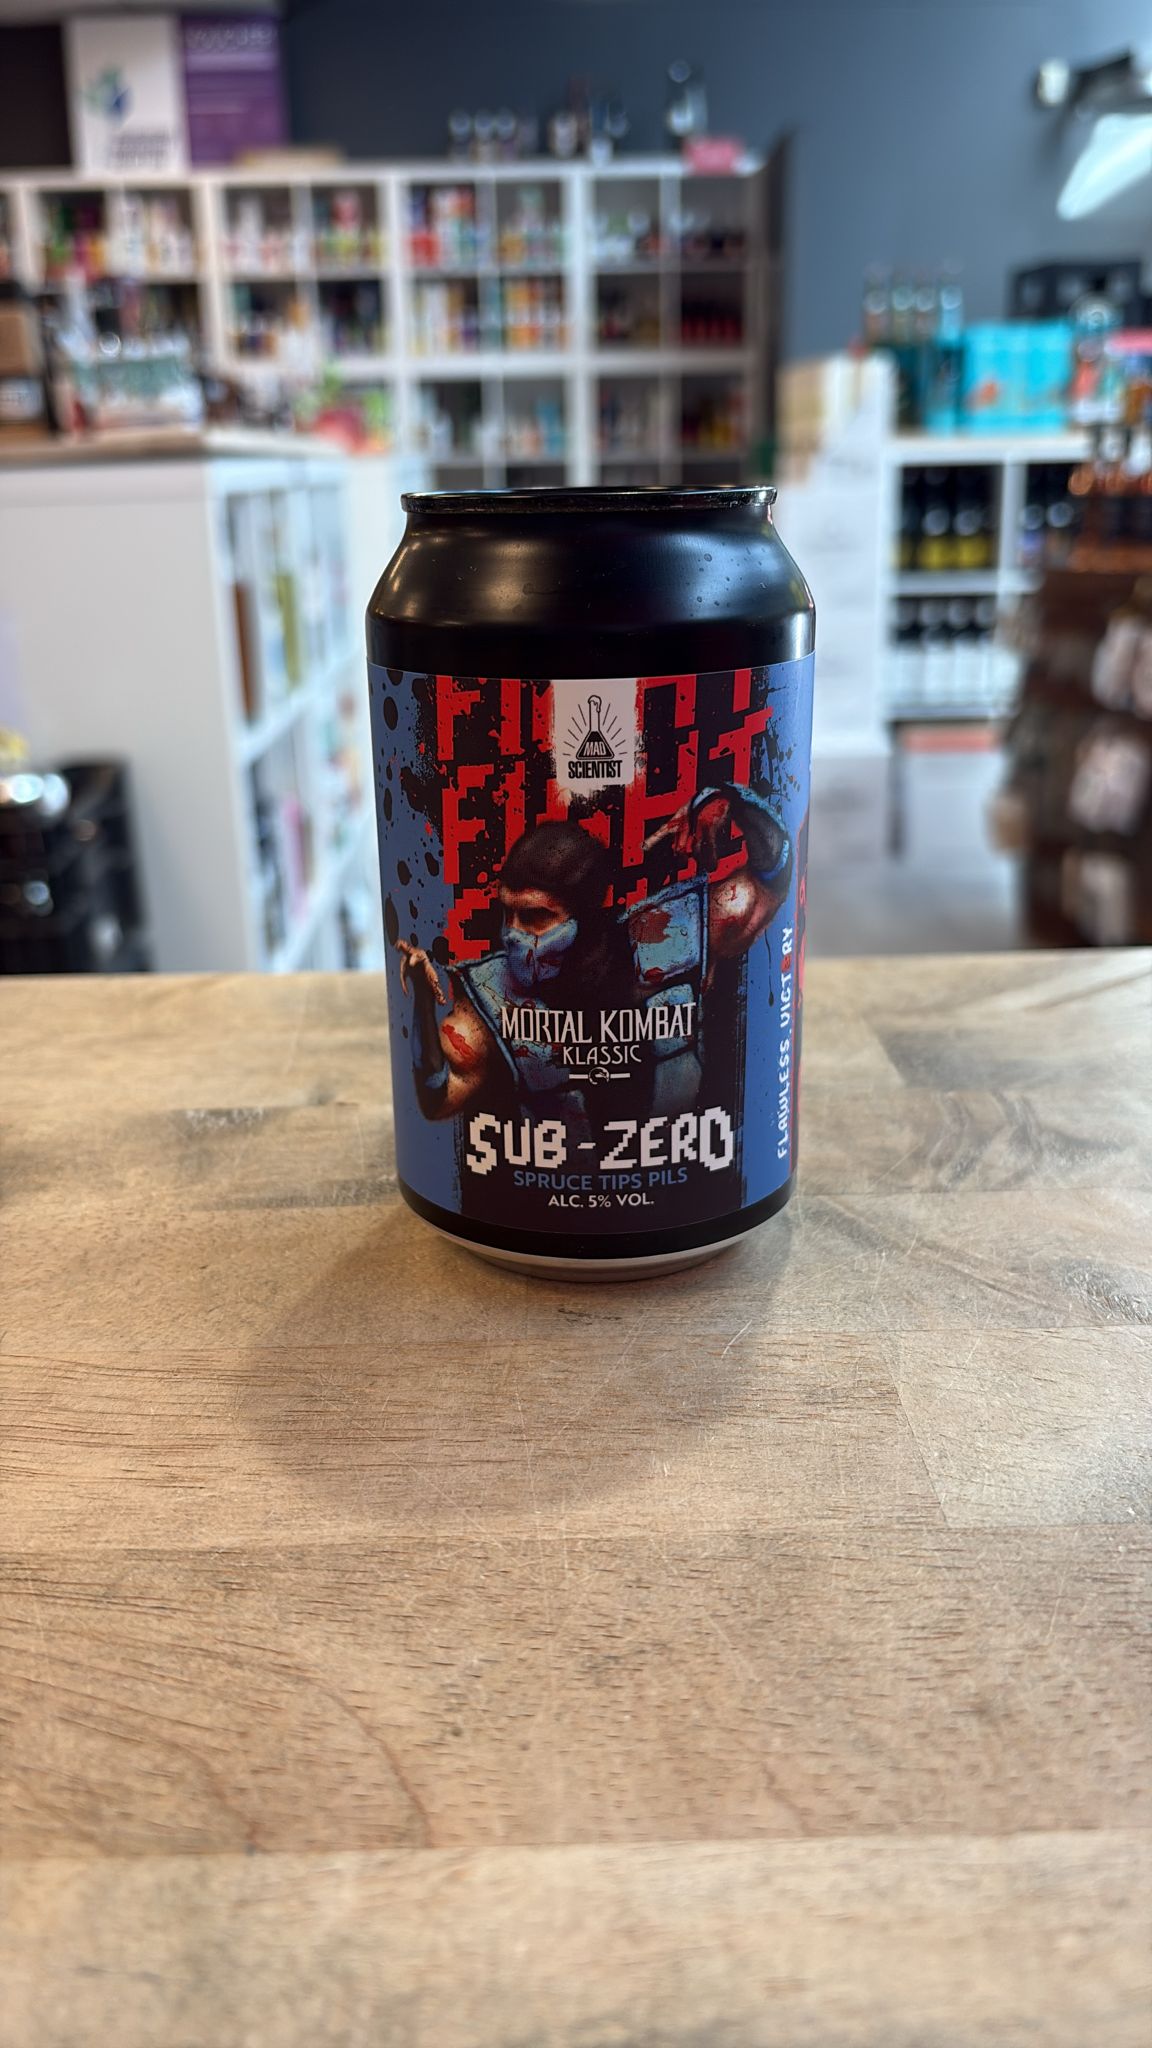 MAD
SCIENTIST
MORTAL KOMBAT
KLASSIC
SUB-ZERO
SPRUCE TIPS PILS
ALC. 5% VOL.
FLAWLESS VICTORY